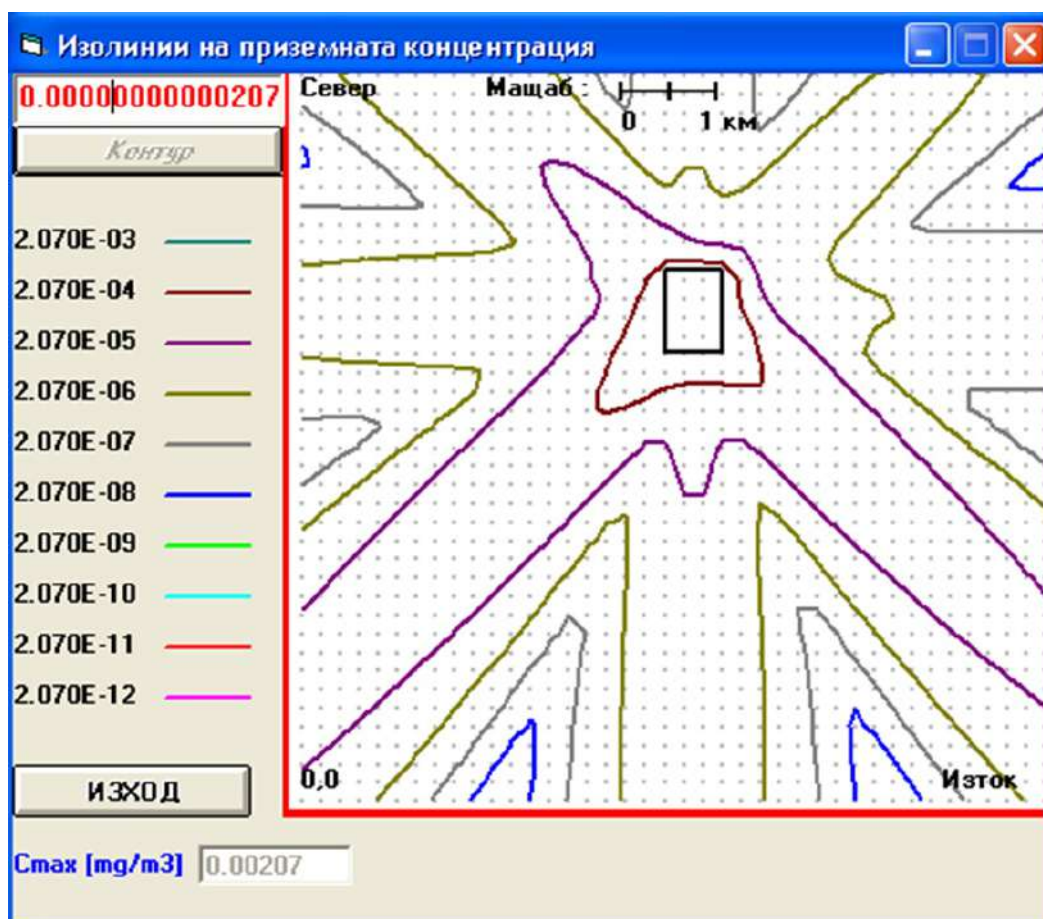 Изолинии на приземната концентрация
0.00000000000207
Север
Мащаб :
0 1 км
Контур
2.070E-03
2.070E-04
2.070E-05
2.070E-06
2.070E-07
2.070E-08
2.070E-09
2.070E-10
2.070E-11
2.070E-12
0,0
Изток
ИЗХОД
Cmax [mg/m3] 0.00207